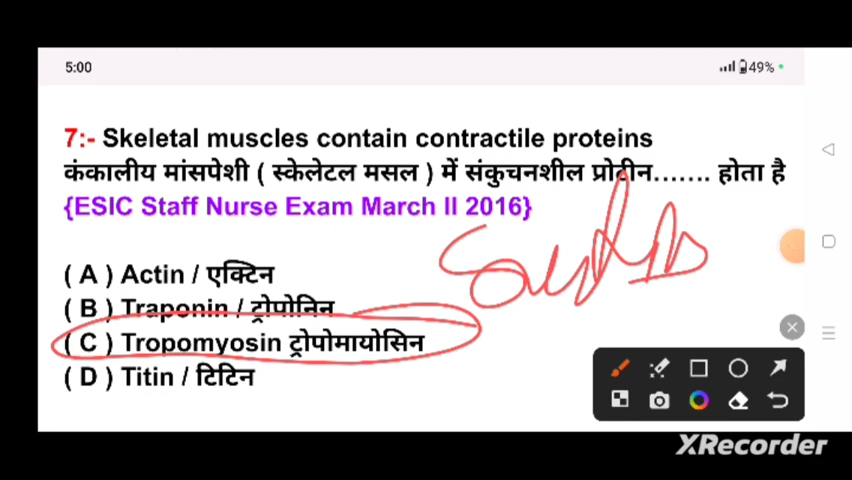 5:00
49%
7:- Skeletal muscles contain contractile proteins
कंकालीय मांसपेशी ( स्केलेटल मसल ) में संकुचनशील प्रोटीन....... होता है
{ESIC Staff Nurse Exam March II 2016}
( A ) Actin / एक्टिन
( B ) Traponin / ट्रोपोनिन
( C ) Tropomyosin ट्रोपोमायोसिन
( D ) Titin / टिटिन
XRecorder